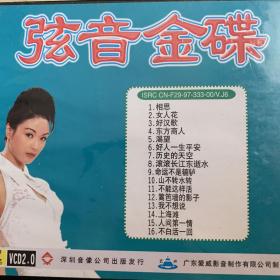 弦音金碟
ISRC CN-F29-97-333-00/V.J6
1.相思
2.女人花
3.好汉歌
4.东方商人
5.渴望
6.好人一生平安
7.历史的天空
8.滚滚长江东逝水
9.命运不是辘轳
10.山不转水转
11.不能这样活
12.篱笆墙的影子
13.我不想说
14.上海滩
15.人间第一情
16.不白活一回
VCD2.0
深圳音像公司出版发行
广东爱威影音制作有限公司